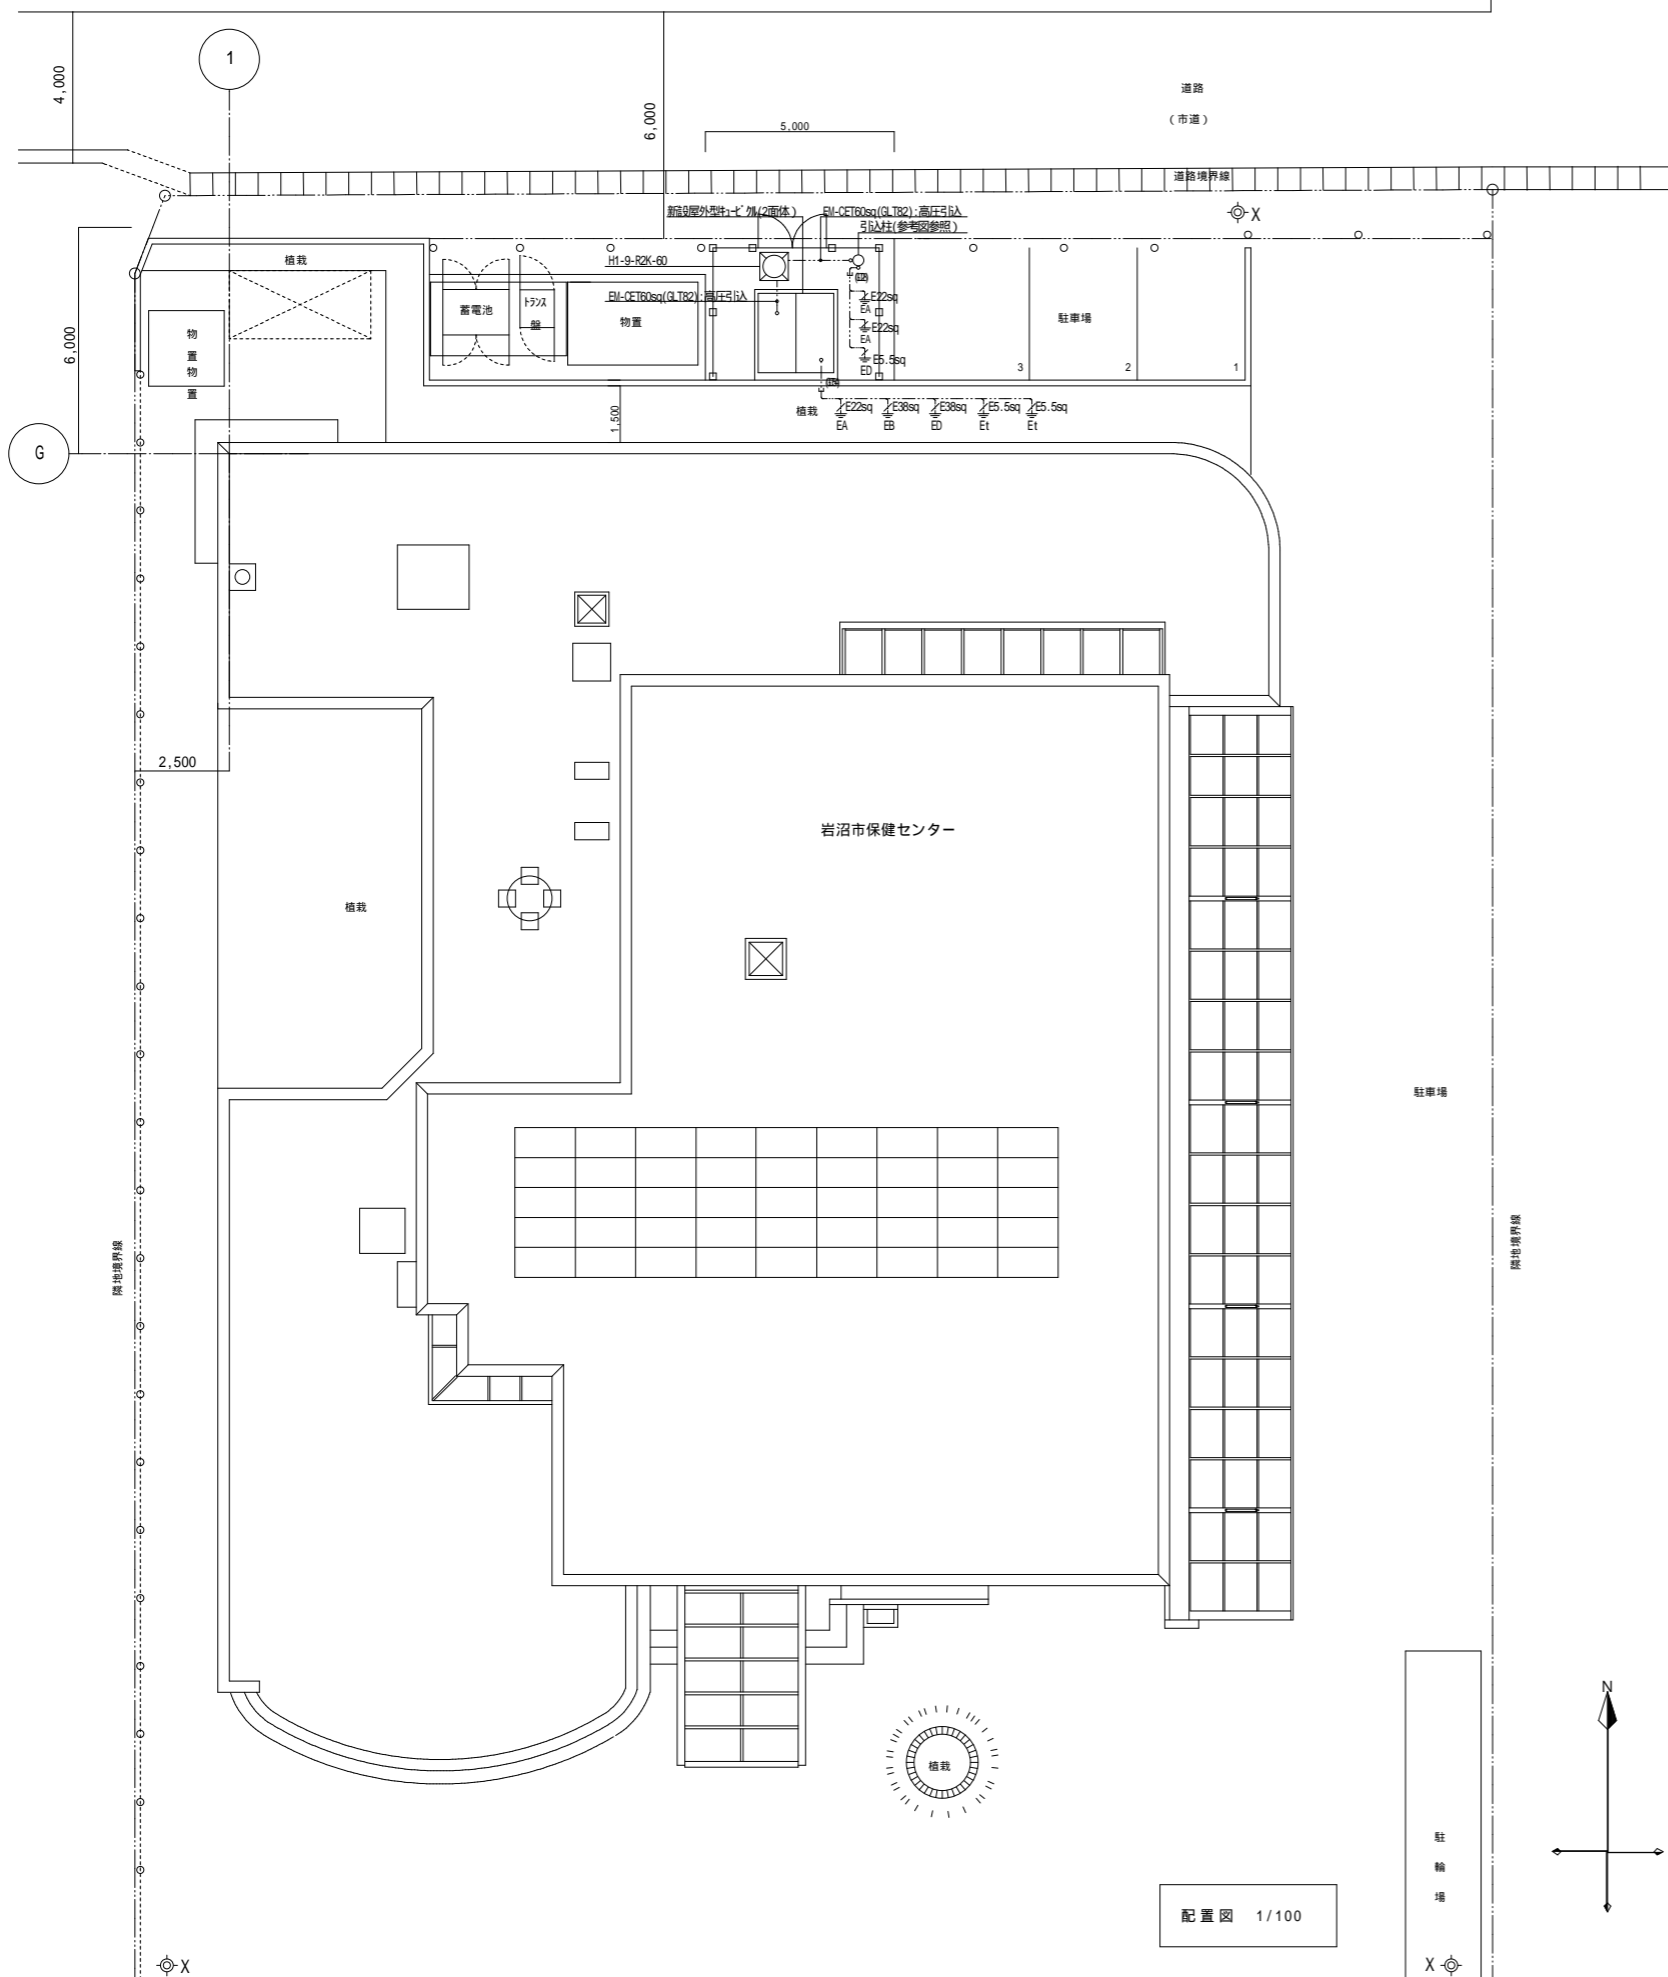 1
4,000
6,000
5,000
道路
(市道)
道路境界線
X
新設屋外型キュービクル(2面体)
EM-CET60sq(GLT82):高圧引込
引込柱(参考図参照)
H1-9-R2K-60
EM-CET60sq(GLT82):高圧引込
植栽
蓄電池
トランス
盤
物置
物
置
物
置
6,000
E22sq
EA
E22sq
EA
E5.5sq
ED
駐車場
3
2
1
1,500
植栽
E22sq
E38sq
E38sq
E5.5sq
E5.5sq
EA
EB
ED
Et
Et
G
2,500
岩沼市保健センター
植栽
駐車場
隣地境界線
隣地境界線
植栽
N
駐
輪
場
配置図 1/100
X
X